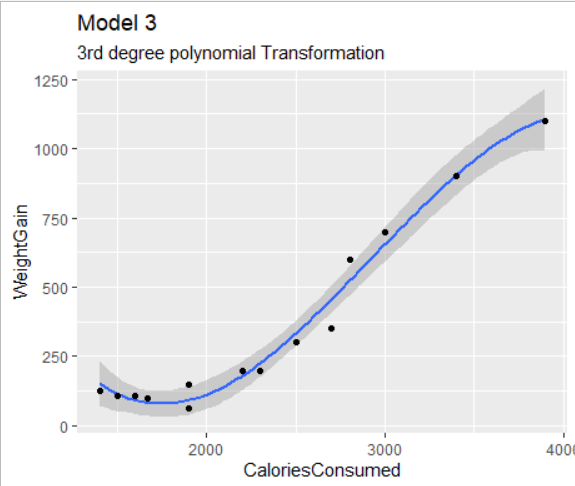 Model 3
3rd degree polynomial Transformation
1250
1000
750
500
250
0
WeightGain
2000
3000
4000
CaloriesConsumed